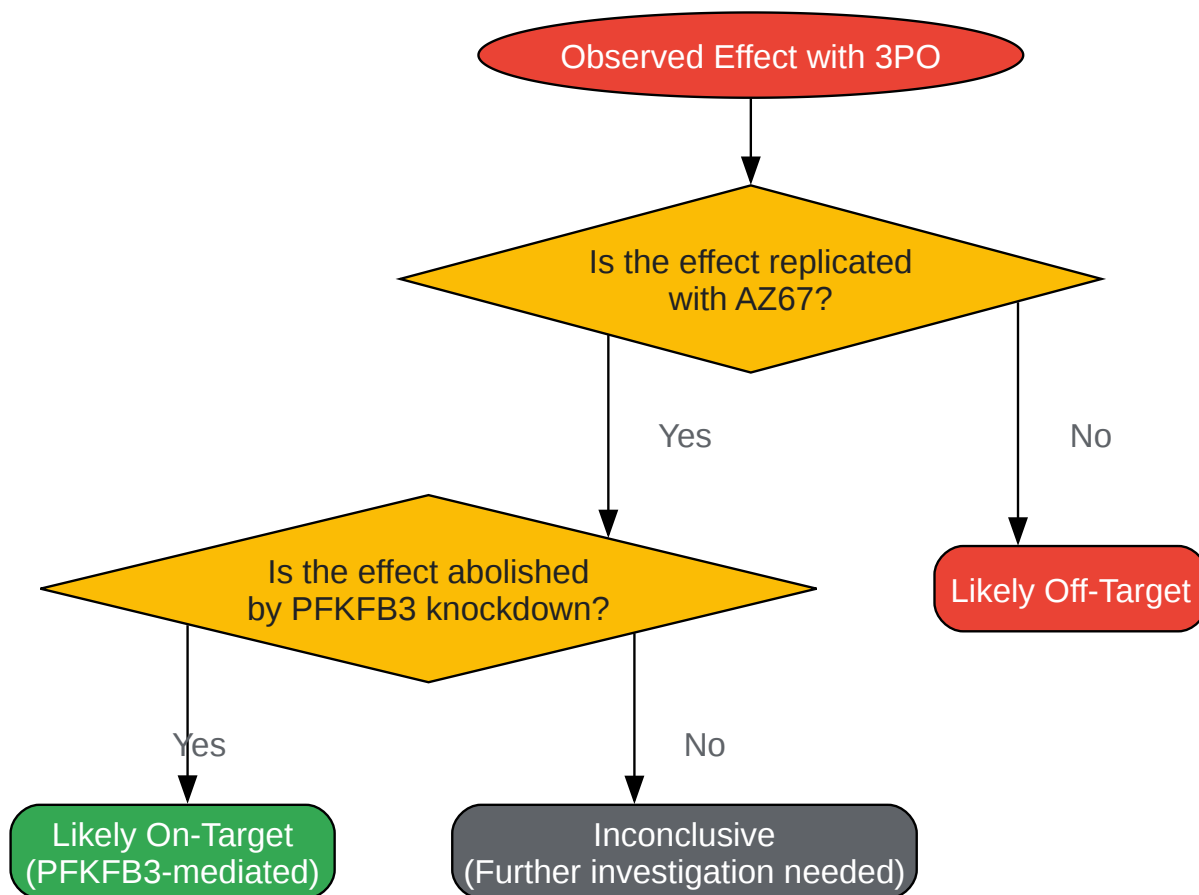 Observed Effect with 3PO
Is the effect replicated
with AZ67?
Yes
No
Is the effect abolished
by PFKFB3 knockdown?
Likely Off-Target
Yes
No
Likely On-Target
(PFKFB3-mediated)
Inconclusive
(Further investigation needed)